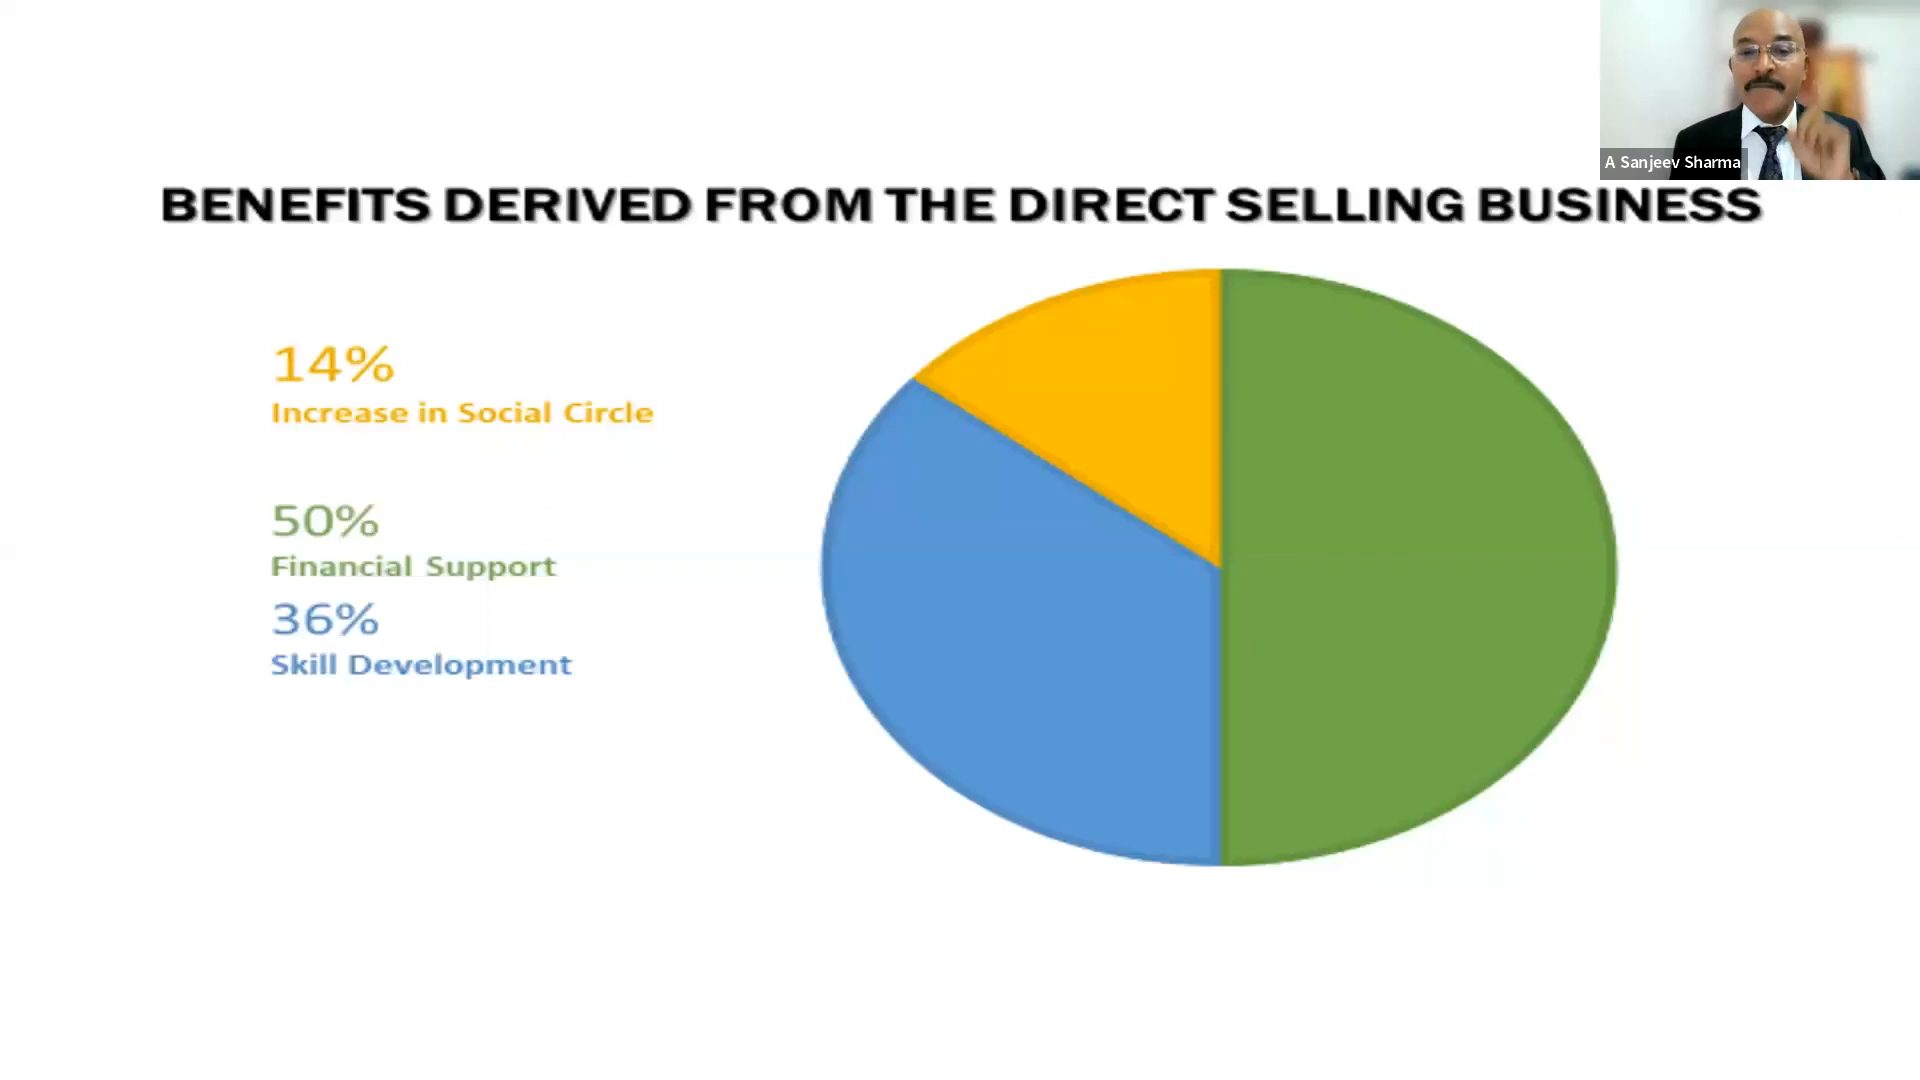 A Sanjeev Sharma
BENEFITS DERIVED FROM THE DIRECT SELLING BUSINESS
14%
Increase in Social Circle
50%
Financial Support
36%
Skill Development